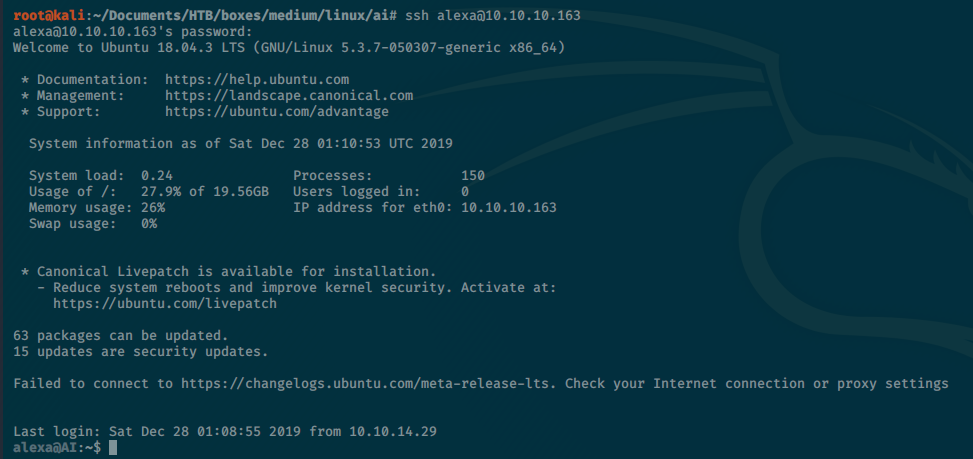 root@kali:~/Documents/HTB/boxes/medium/linux/ai# ssh alexa@10.10.10.163
alexa@10.10.10.163's password:
Welcome to Ubuntu 18.04.3 LTS (GNU/Linux 5.3.7-050307-generic x86_64)
* Documentation:  https://help.ubuntu.com
* Management:     https://landscape.canonical.com
* Support:        https://ubuntu.com/advantage
System information as of Sat Dec 28 01:10:53 UTC 2019
System load:  0.24               Processes:            150
Usage of /:   27.9% of 19.56GB   Users logged in:      0
Memory usage: 26%                IP address for eth0: 10.10.10.163
Swap usage:   0%
* Canonical Livepatch is available for installation.
- Reduce system reboots and improve kernel security. Activate at:
https://ubuntu.com/livepatch
63 packages can be updated.
15 updates are security updates.
Failed to connect to https://changelogs.ubuntu.com/meta-release-lts. Check your Internet connection or proxy settings
Last login: Sat Dec 28 01:08:55 2019 from 10.10.14.29
alexa@AI:~$